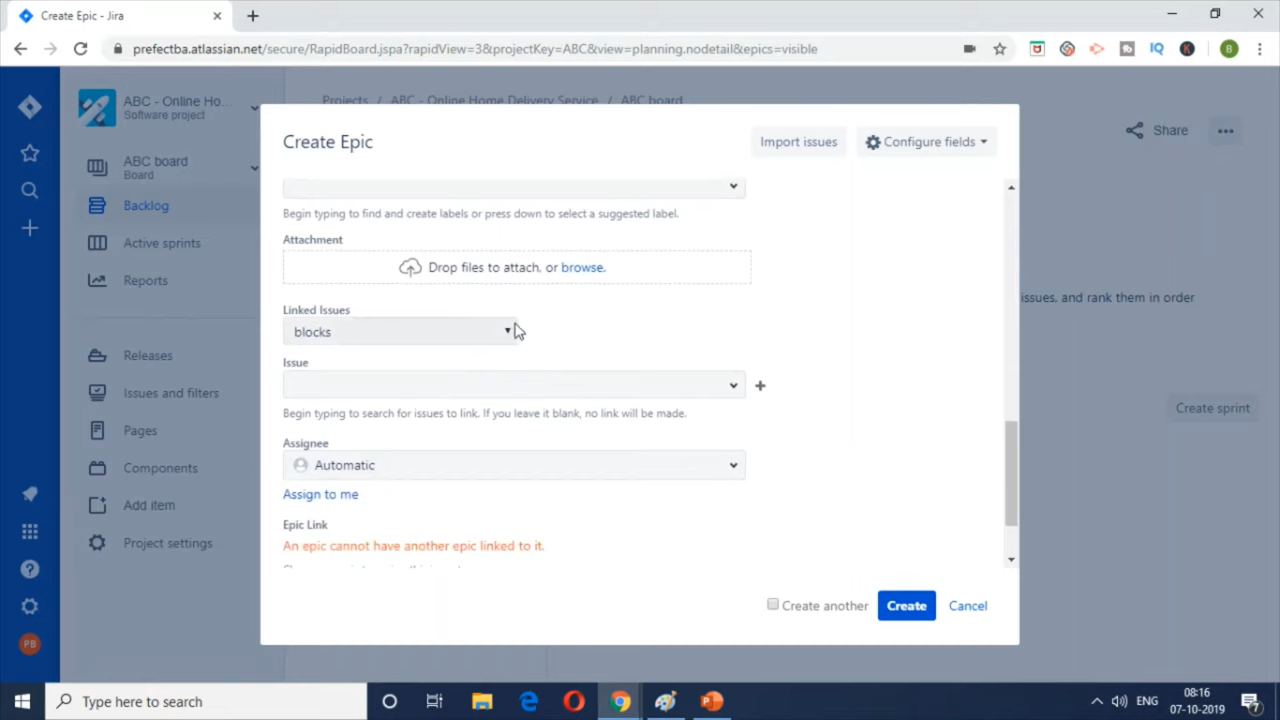 Create Epic - Jira
prefectba.atlassian.net/secure/RapidBoard.jspa?rapidView=3&projectKey=ABC&view=planning.nodetail&epics=visible
IQ
K
B
ABC - Online Ho...
Software project
Projects / ABC - Online Home Delivery Service / ABC board
Share
ABC board
Board
Backlog
Active sprints
Reports
Releases
Issues and filters
Pages
Components
Add item
Project settings
PB
Create Epic
Import issues
Configure fields
Begin typing to find and create labels or press down to select a suggested label.
Attachment
Drop files to attach, or browse.
Linked Issues
blocks
Issue
Begin typing to search for issues to link. If you leave it blank, no link will be made.
Assignee
Automatic
Assign to me
Epic Link
An epic cannot have another epic linked to it.
Create another
Create
Cancel
issues, and rank them in order
Create sprint
Type here to search
ENG
08:16
07-10-2019
7